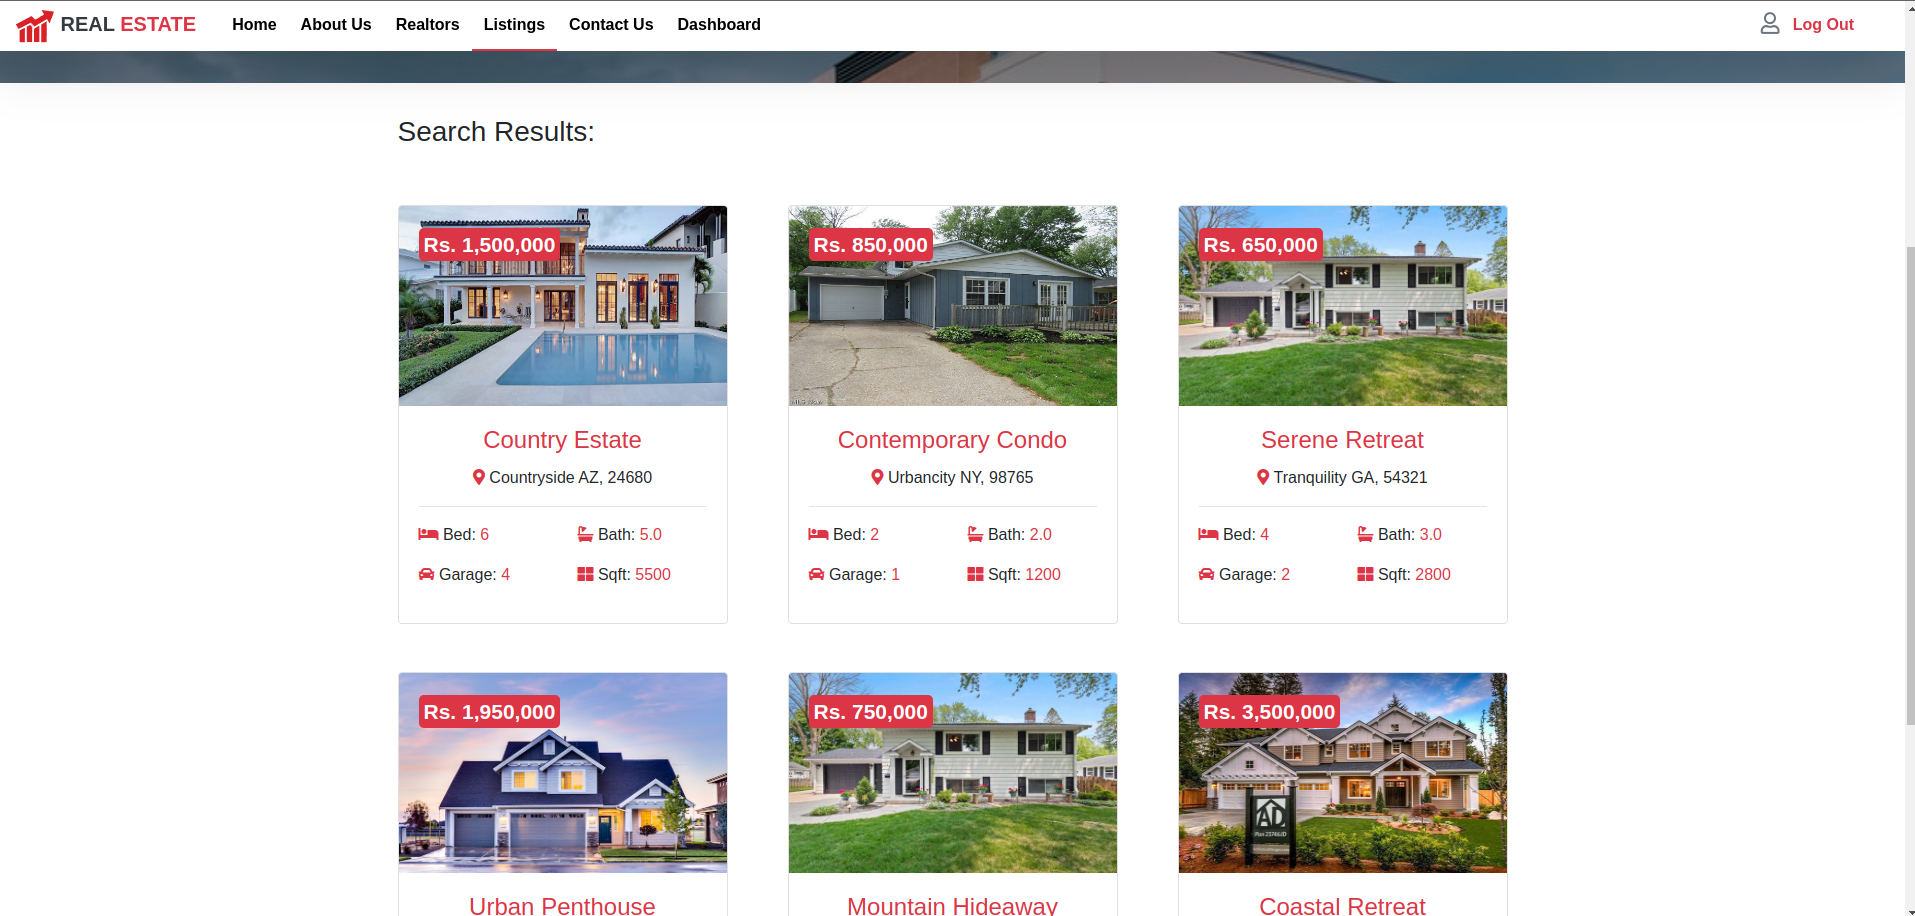 REAL ESTATE
Home
About Us
Realtors
Listings
Contact Us
Dashboard
Log Out
Search Results:
Rs. 1,500,000
Country Estate
Countryside AZ, 24680
Bed: 6
Bath: 5.0
Garage: 4
Sqft: 5500
Rs. 850,000
Contemporary Condo
Urbancity NY, 98765
Bed: 2
Bath: 2.0
Garage: 1
Sqft: 1200
Rs. 650,000
Serene Retreat
Tranquility GA, 54321
Bed: 4
Bath: 3.0
Garage: 2
Sqft: 2800
Rs. 1,950,000
Urban Penthouse
Rs. 750,000
Mountain Hideaway
Rs. 3,500,000
AD
Coastal Retreat